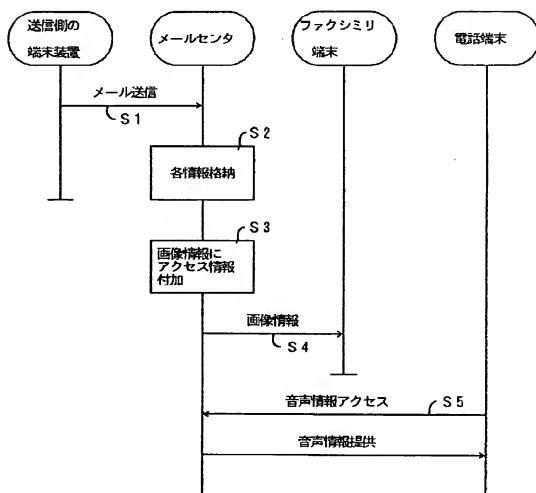 送信側の
端末装置
メールセンタ
ファクシミリ
端末
電話端末
メール送信
S1
S2
各情報格納
S3
画像情報に
アクセス情報
付加
画像情報
S4
音声情報アクセス
S5
音声情報提供